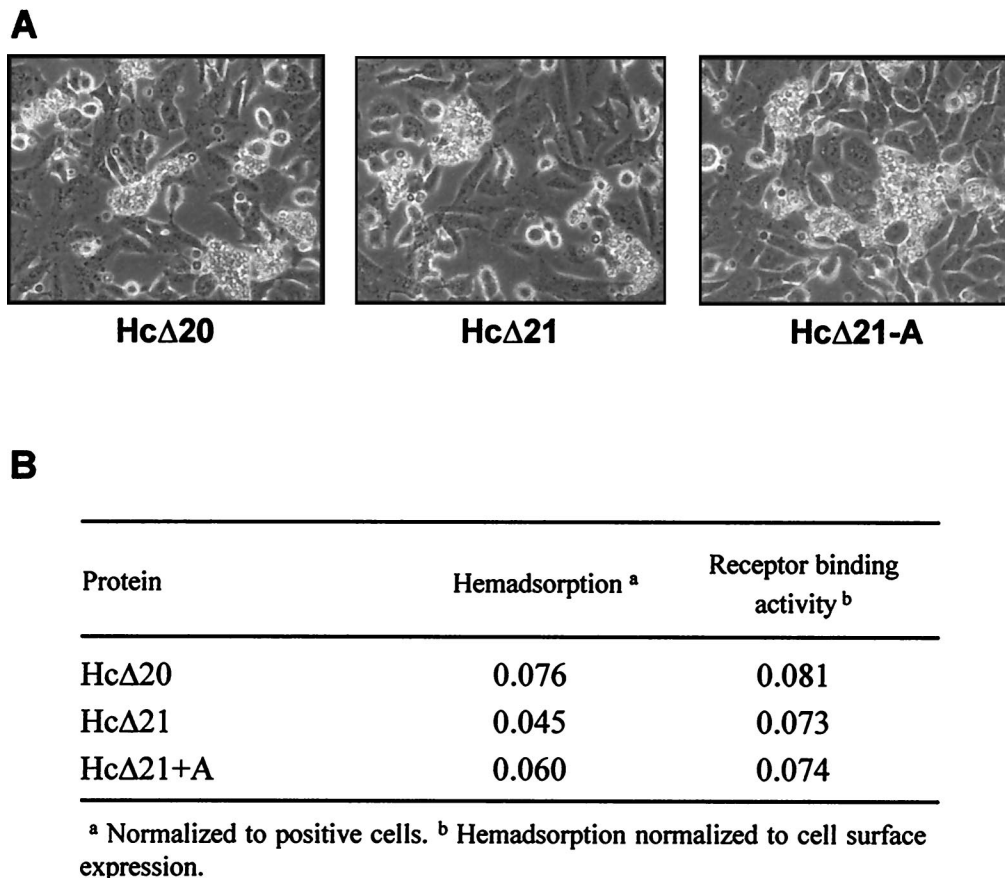 A
HcΔ20
HcΔ21
HcΔ21-A
B
Protein Hemadsorption a Receptor binding activity b
HcΔ20 0.076 0.081
HcΔ21 0.045 0.073
HcΔ21+A 0.060 0.074
a Normalized to positive cells. b Hemadsorption normalized to cell surface
expression.